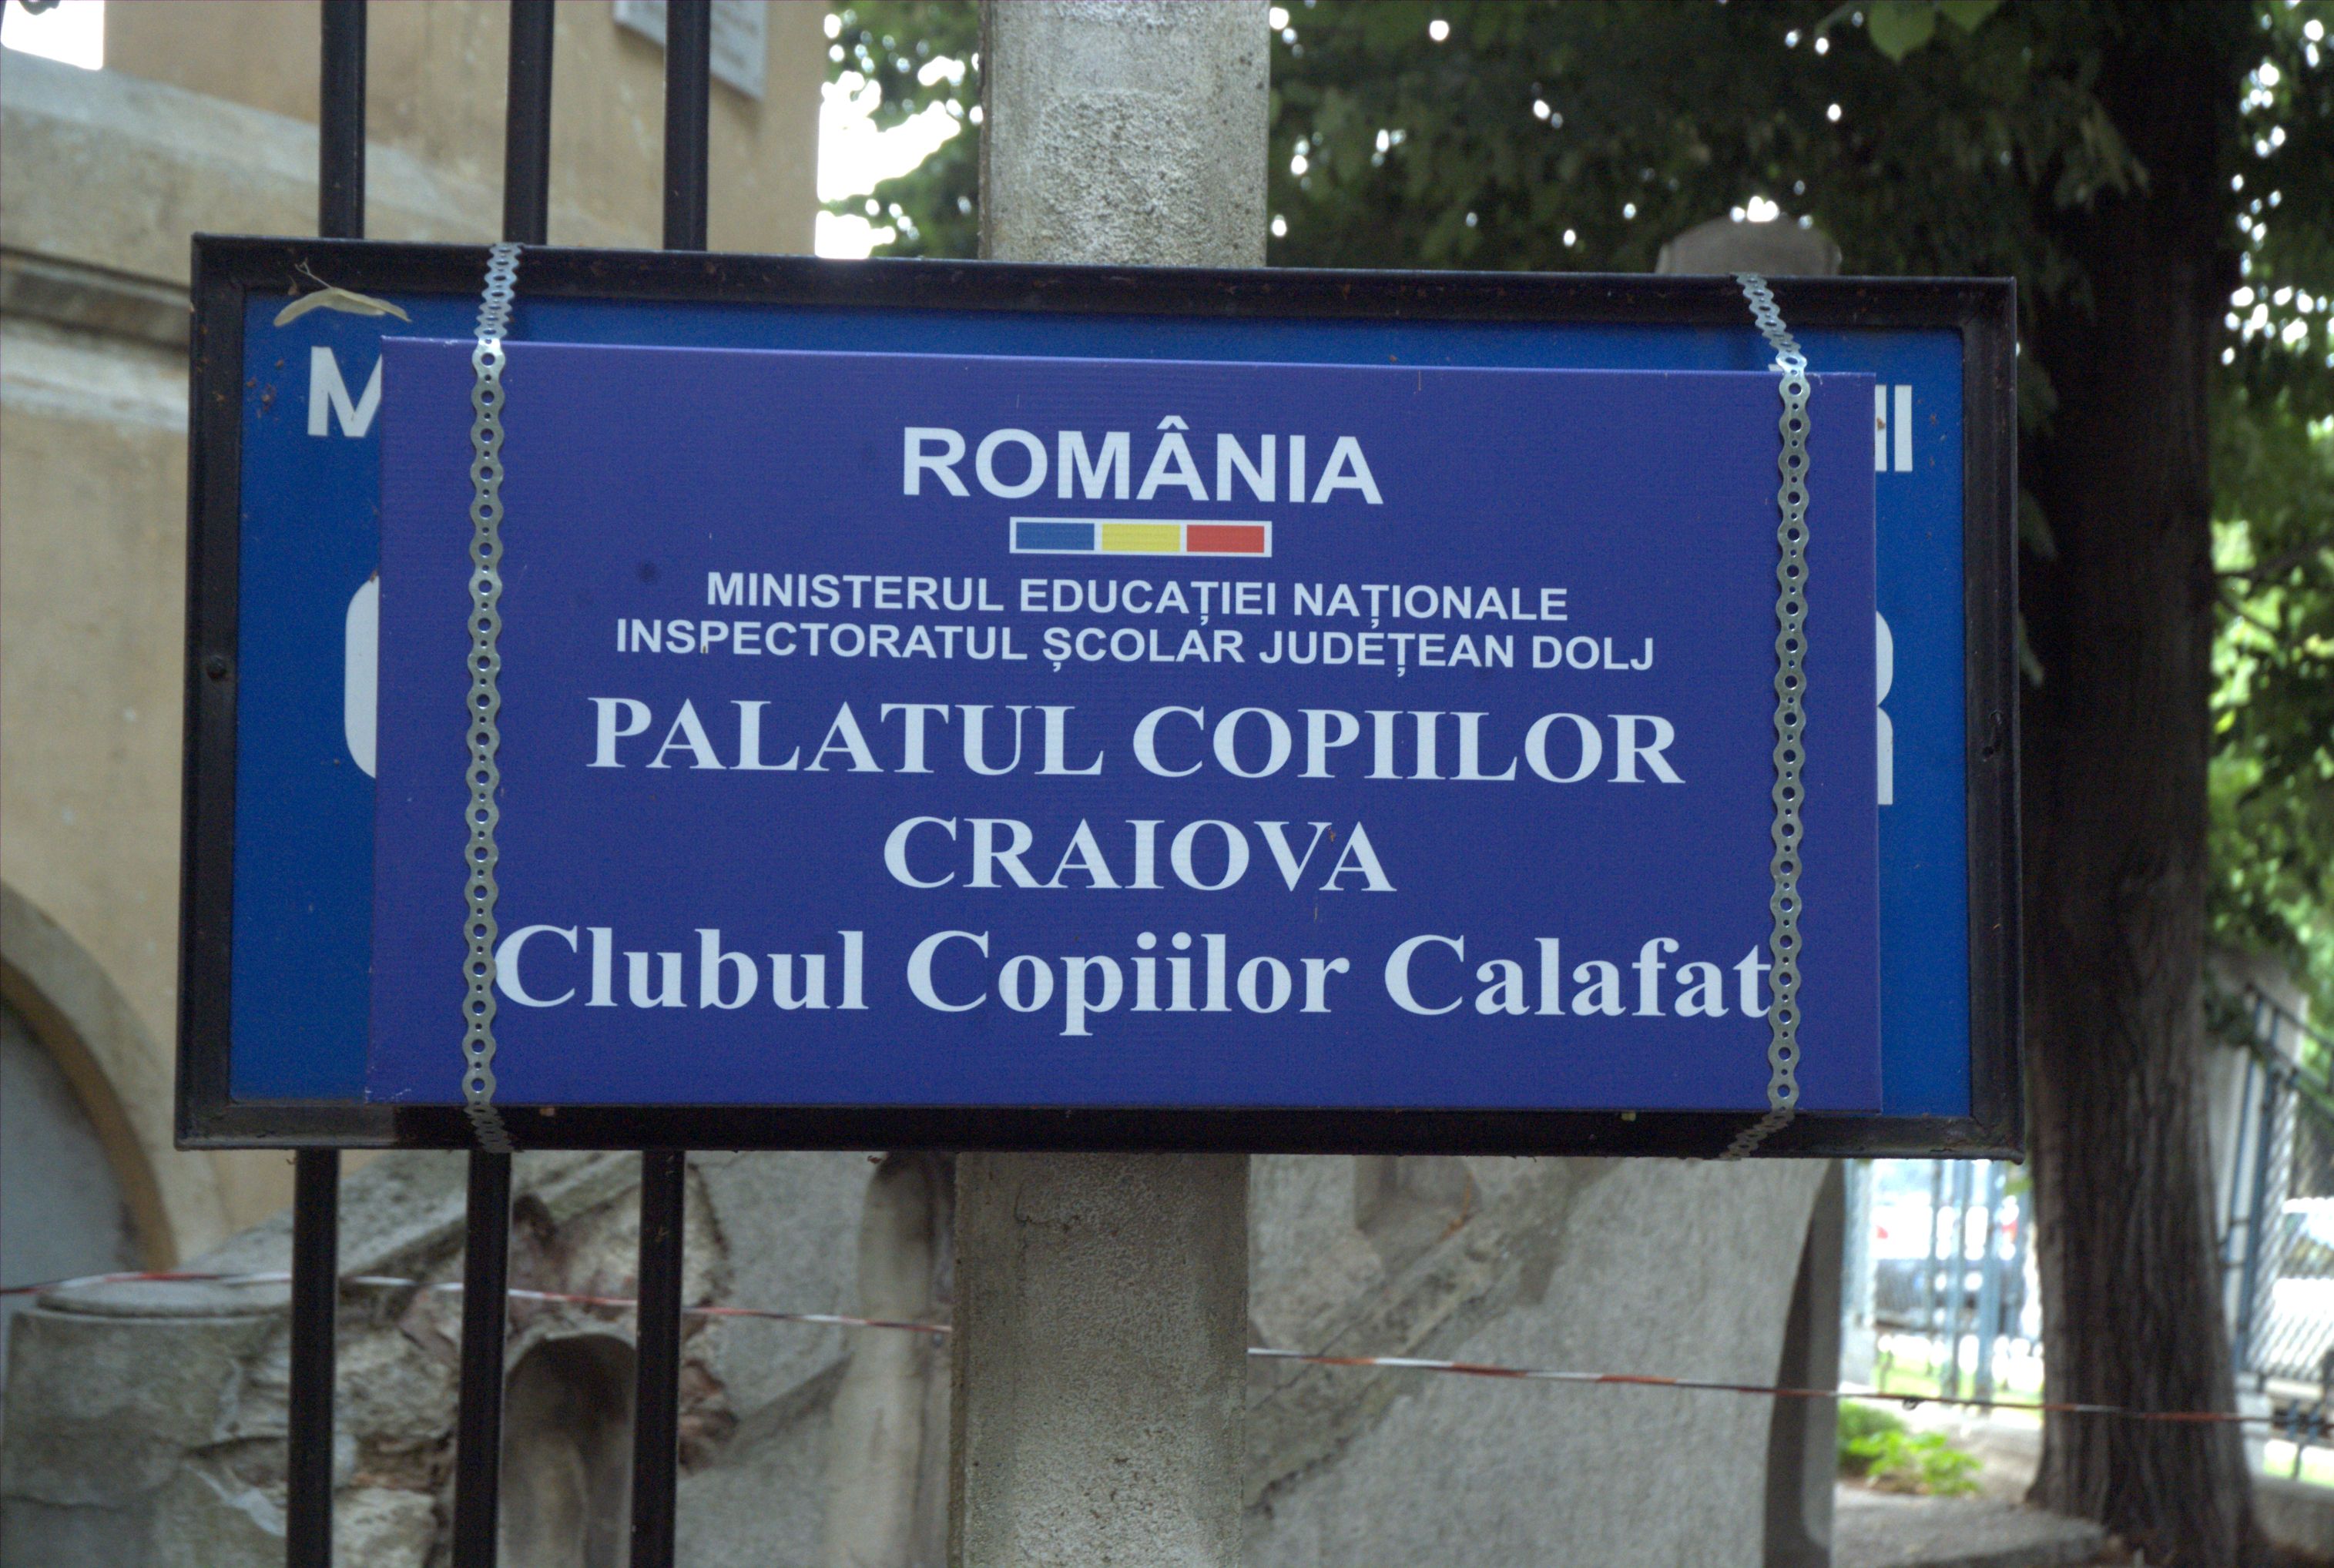 ROMÂNIA
MINISTERUL EDUCAȚIEI NAȚIONALE
INSPECTORATUL ȘCOLAR JUDEȚEAN DOLJ
PALATUL COPIILOR
CRAIOVA
Clubul Copiilor Calafat